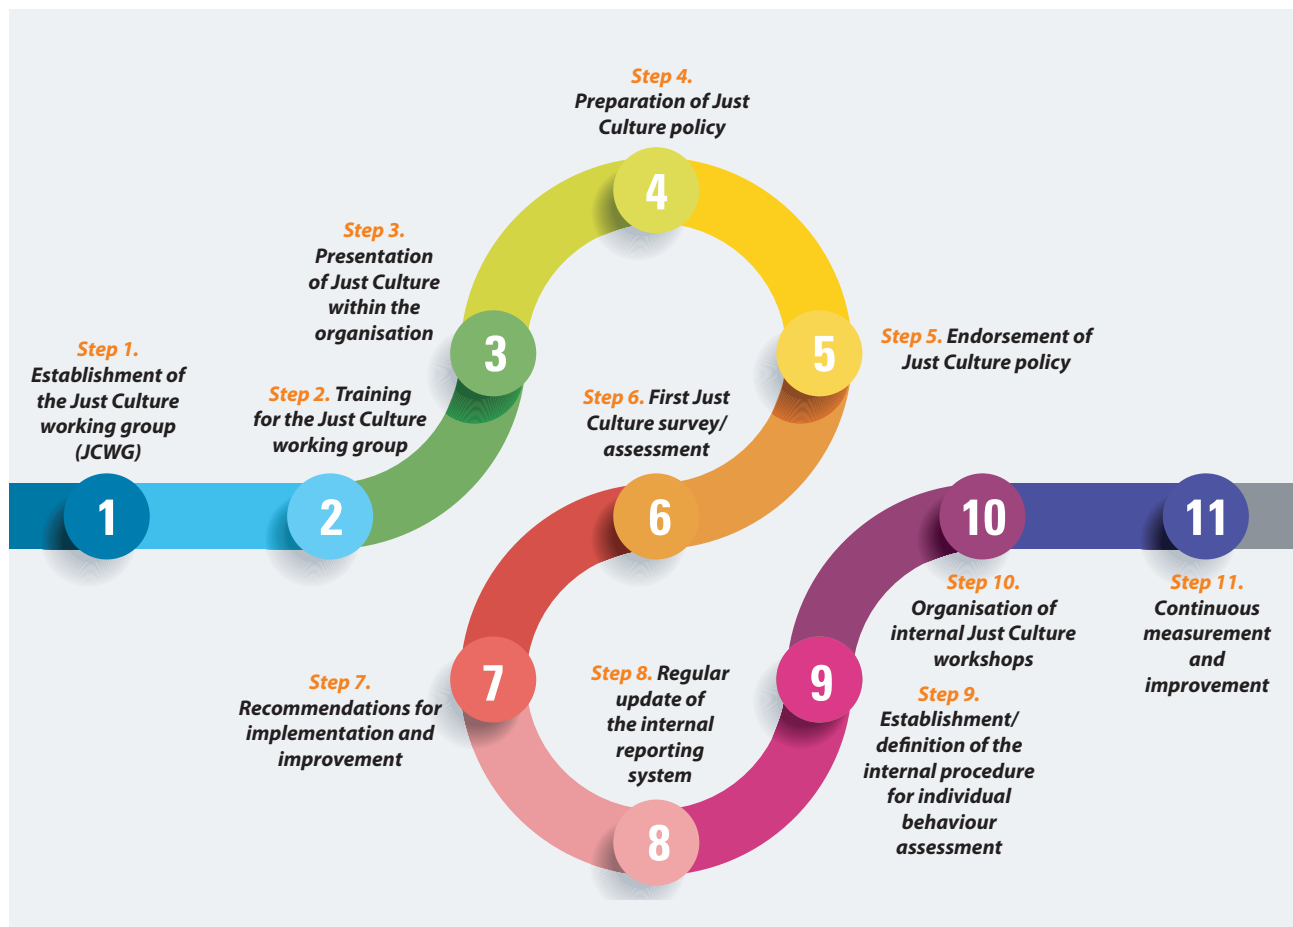 Step 1.
Establishment of
the Just Culture
working group
(JCWG)
1
Step 2. Training
for the Just Culture
working group
2
Step 3.
Presentation
of Just Culture
within the
organisation
3
Step 4.
Preparation of Just
Culture policy
4
Step 5. Endorsement of
Just Culture policy
5
Step 6. First Just
Culture survey/
assessment
6
Step 7.
Recommendations for
implementation and
improvement
7
Step 8. Regular
update of
the internal
reporting
system
8
Step 9.
Establishment/
definition of the
internal procedure
for individual
behaviour
assessment
9
Step 10.
Organisation of
internal Just Culture
workshops
10
Step 11.
Continuous
measurement
and
improvement
11